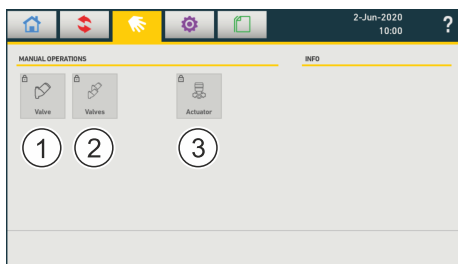 2-Jun-2020
10:00
?
MANUAL OPERATIONS
INFO
Valve
Valves
Actuator
1
2
3